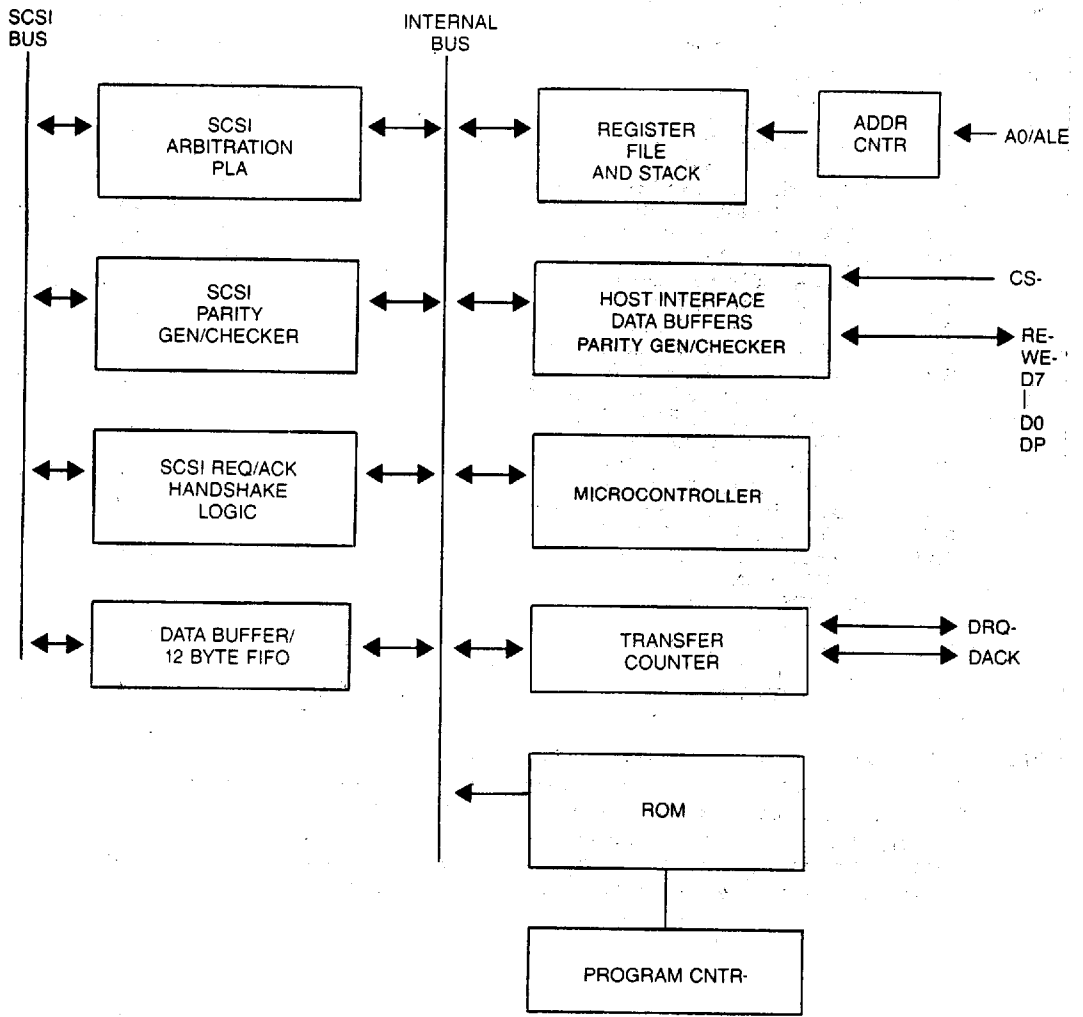 SCSI
BUS
INTERNAL
BUS
SCSI
ARBITRATION
PLA
REGISTER
FILE
AND STACK
ADDR
CNTR
A0/ALE
SCSI
PARITY
GEN/CHECKER
HOST INTERFACE
DATA BUFFERS
PARITY GEN/CHECKER
CS-
RE-
WE-
D7
|
D0
DP
SCSI REQ/ACK
HANDSHAKE
LOGIC
MICROCONTROLLER
DATA BUFFER/
12 BYTE FIFO
TRANSFER
COUNTER
DRQ-
DACK
ROM
PROGRAM CNTR-